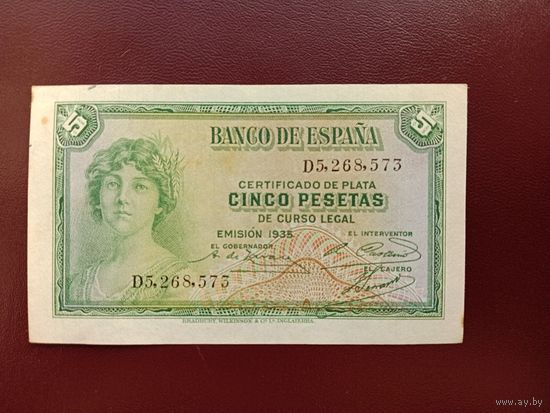 5 5
BANCO DE ESPAÑA
D5,268,573
CERTIFICADO DE PLATA
CINCO PESETAS
DE CURSO LEGAL
EMISIÓN 1935 EL INTERVENTOR
EL GOBERNADOR,
EL CAJERO
D5,268,573
BRADBURY, WILKINSON & Cº Ld. INGLATERRA.
www.ay.by